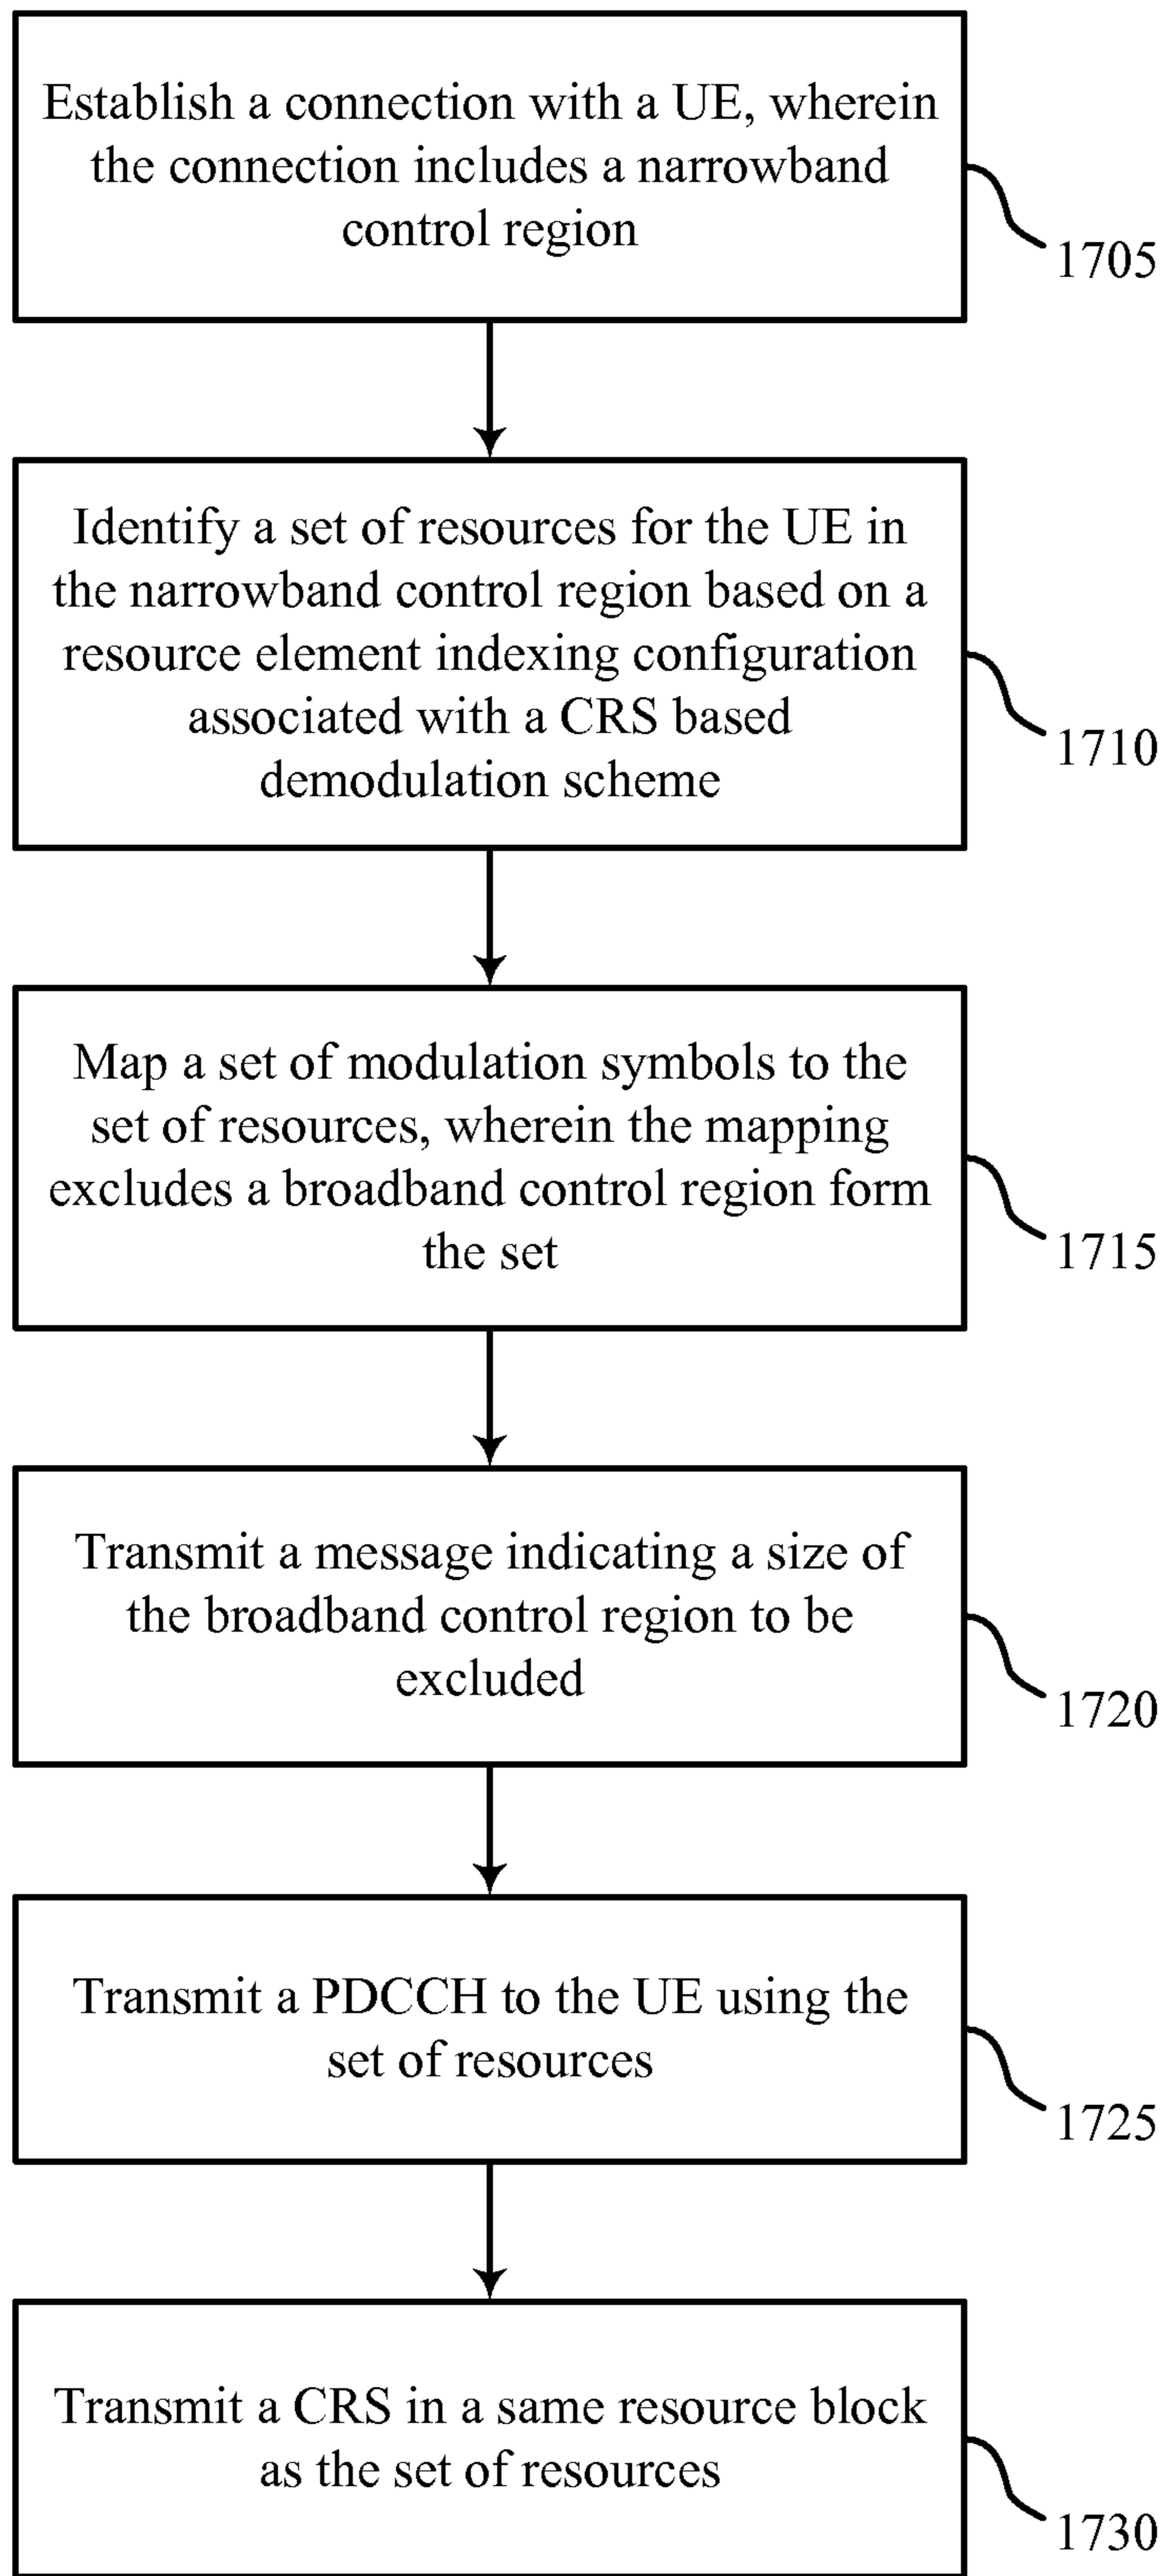 Establish a connection with a UE, wherein
the connection includes a narrowband
control region
1705
Identify a set of resources for the UE in
the narrowband control region based on a
resource element indexing configuration
associated with a CRS based
demodulation scheme
1710
Map a set of modulation symbols to the
set of resources, wherein the mapping
excludes a broadband control region form
the set
1715
Transmit a message indicating a size of
the broadband control region to be
excluded
1720
Transmit a PDCCH to the UE using the
set of resources
1725
Transmit a CRS in a same resource block
as the set of resources
1730